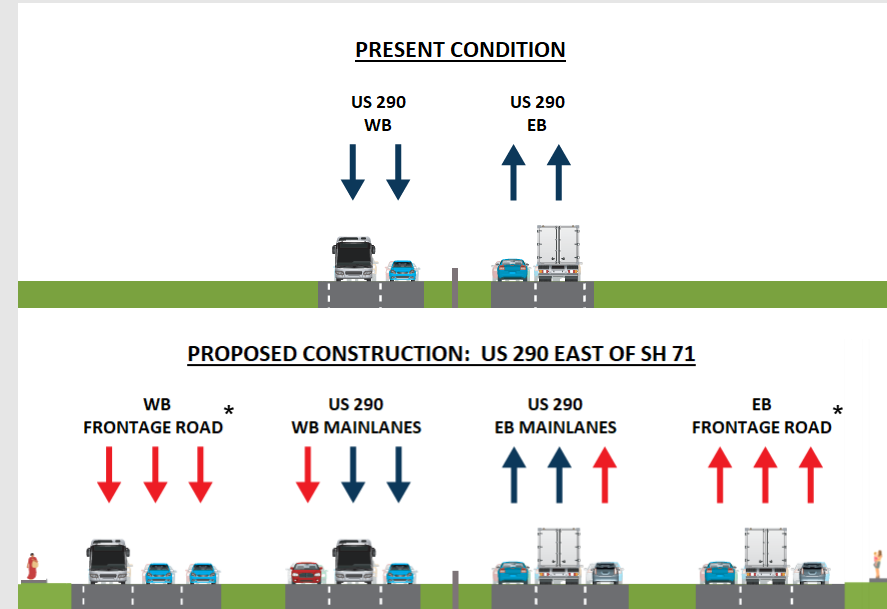 PRESENT CONDITION
US 290
WB
US 290
EB
PROPOSED CONSTRUCTION: US 290 EAST OF SH 71
WB
FRONTAGE ROAD *
US 290
WB MAINLANES
US 290
EB MAINLANES
EB
FRONTAGE ROAD *